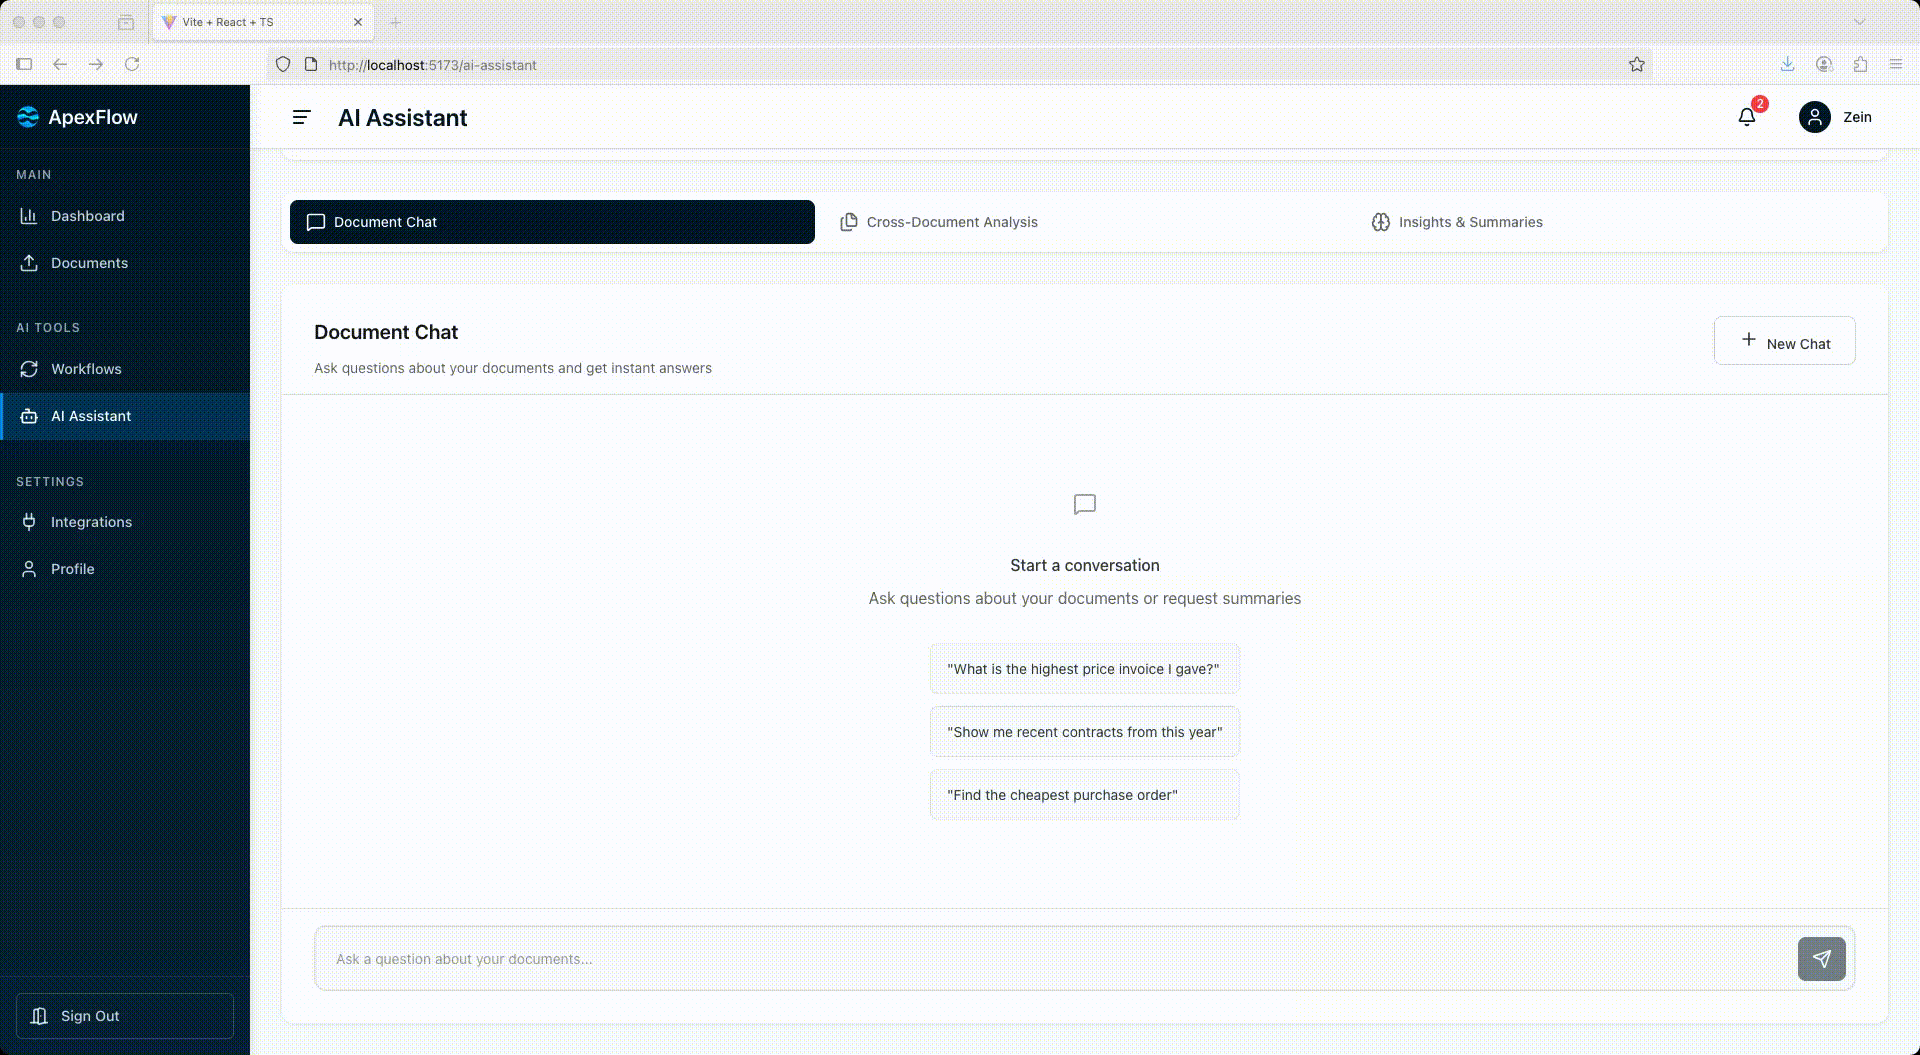 Vite + React + TS
http://localhost:5173/ai-assistant
ApexFlow
AI Assistant
2
Zein
MAIN
Dashboard
Documents
AI TOOLS
Workflows
AI Assistant
SETTINGS
Integrations
Profile
Sign Out
Document Chat
Cross-Document Analysis
Insights & Summaries
Document Chat
Ask questions about your documents and get instant answers
New Chat
Start a conversation
Ask questions about your documents or request summaries
"What is the highest price invoice I gave?"
"Show me recent contracts from this year"
"Find the cheapest purchase order"
Ask a question about your documents...